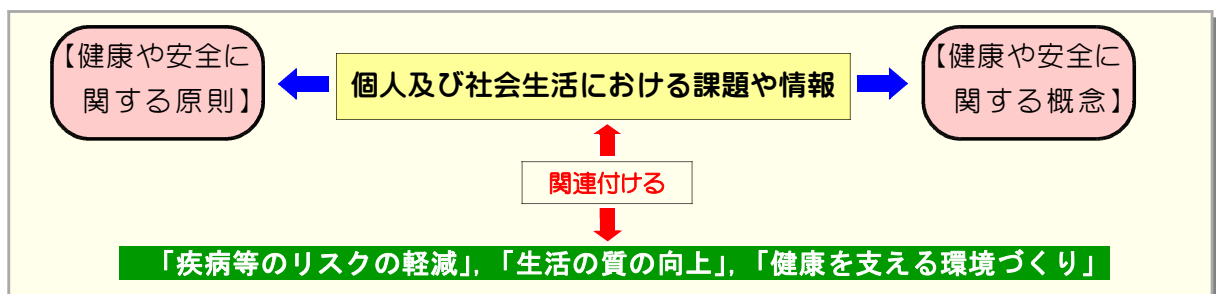 【健康や安全に
関する原則】
個人及び社会生活における課題や情報
【健康や安全に
関する概念】
関連付ける
「疾病等のリスクの軽減」,「生活の質の向上」,「健康を支える環境づくり」